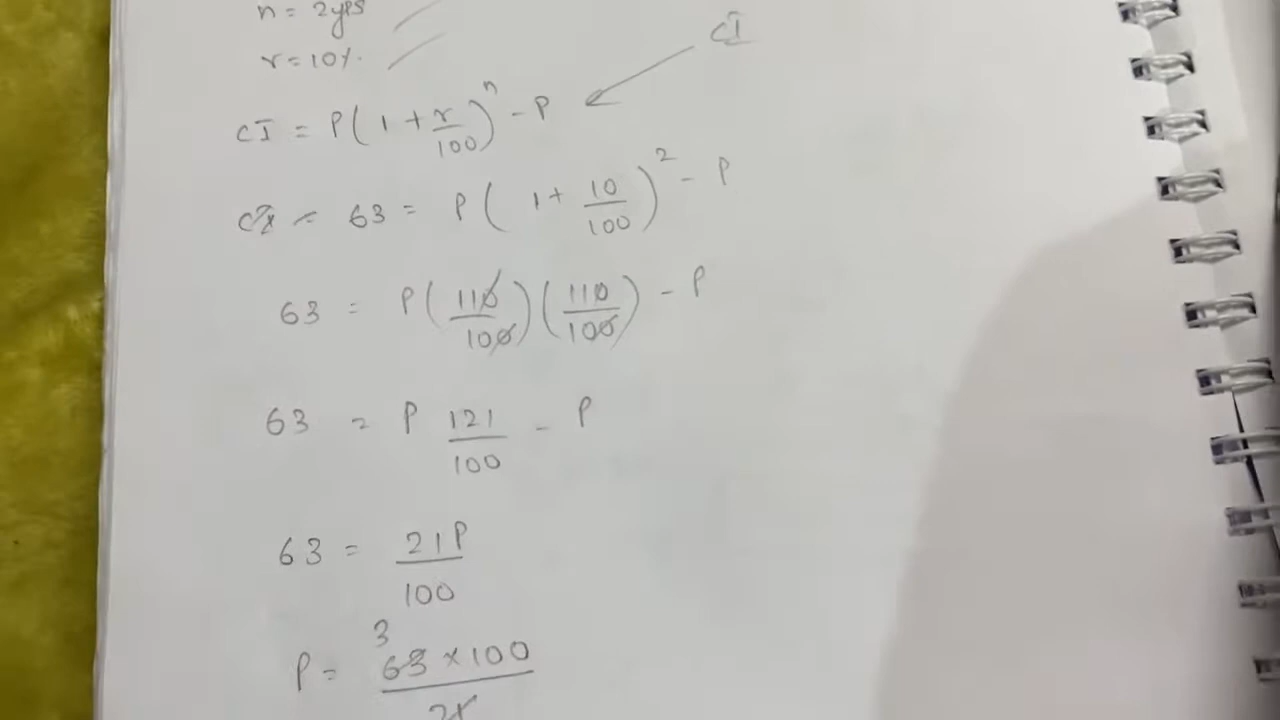 n = 2yrs
r = 10%
CI
CI = P(1 + r/100)^n - P
63 = P(1 + 10/100)^2 - P
63 = P(110/100)(110/100) - P
63 = P 121/100 - P
63 = 21P/100
3
P = 63 × 100/21